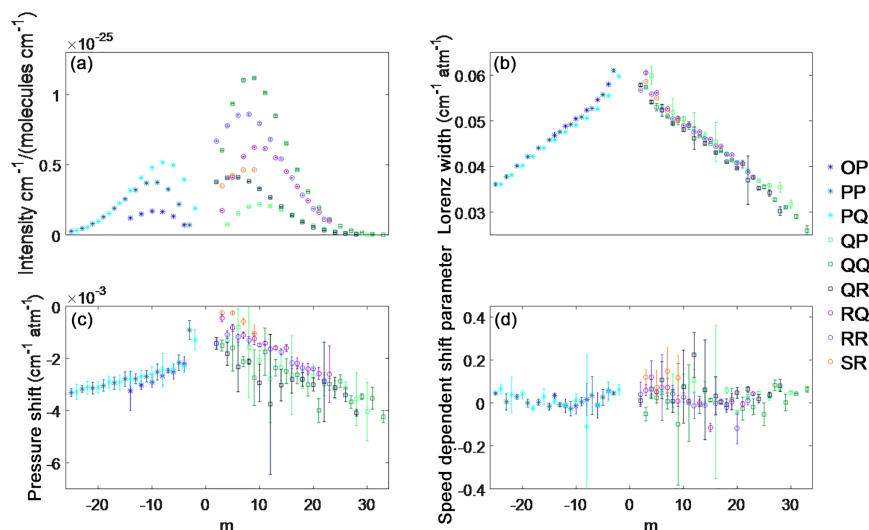 ×10-25
(a)
1
0.5
0
Intensity cm-1/(molecules cm-1)
(b)
0.06
0.05
0.04
0.03
Lorenz width (cm-1 atm-1)
×10-3
(c)
0
-2
-4
-6
Pressure shift (cm-1 atm-1)
-20 -10 0 10 20 30
m
(d)
0.4
0.2
0
-0.2
-0.4
Speed dependent shift parameter
-20 -10 0 10 20 30
m
OP
PP
PQ
QP
QQ
QR
RQ
RR
SR